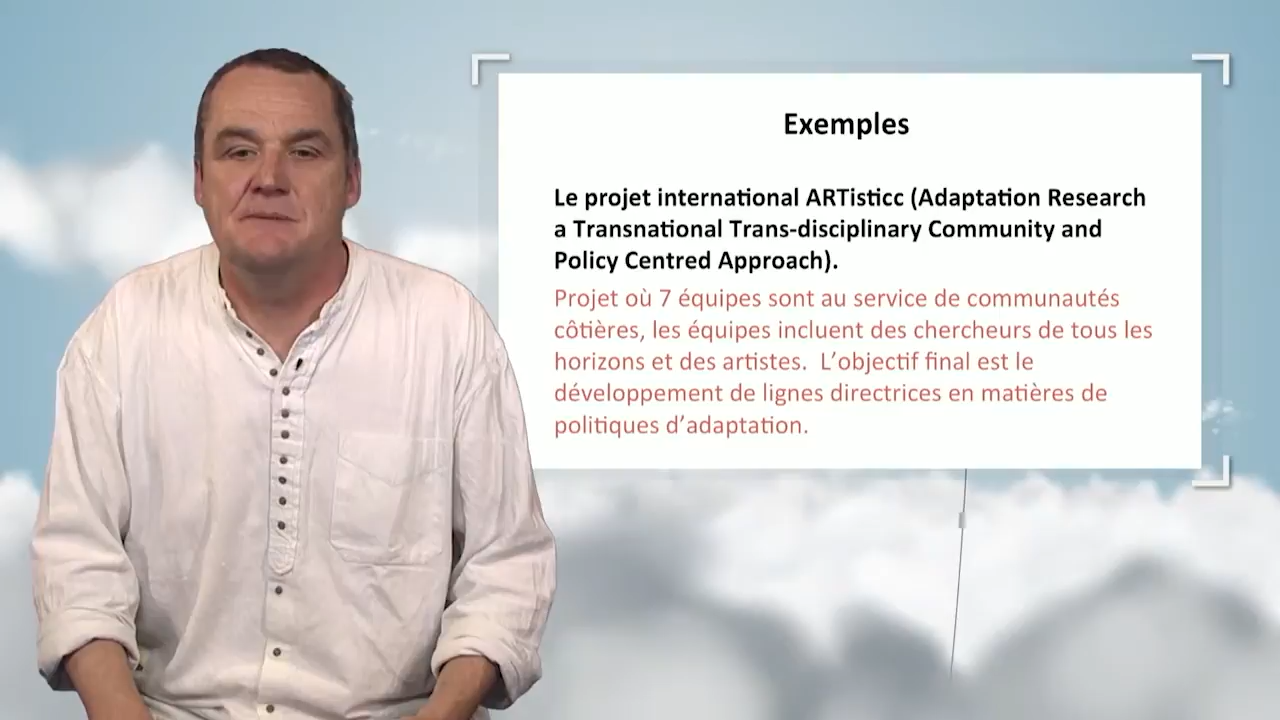 Exemples
Le projet international ARTisticc (Adaptation Research
a Transnational Trans-disciplinary Community and
Policy Centred Approach).
Projet où 7 équipes sont au service de communautés
côtières, les équipes incluent des chercheurs de tous les
horizons et des artistes.  L’objectif final est le
développement de lignes directrices en matières de
politiques d’adaptation.